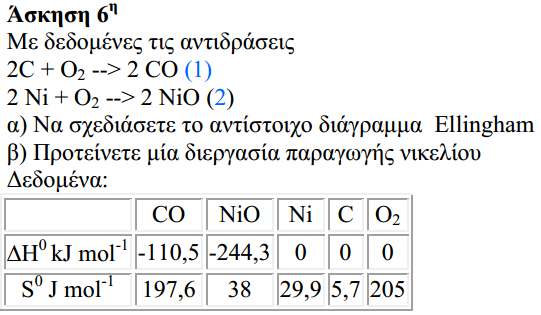 Άσκηση 6η
Με δεδομένες τις αντιδράσεις
2C + O2 --> 2 CO (1)
2 Ni + O2 --> 2 NiO (2)
α) Να σχεδιάσετε το αντίστοιχο διάγραμμα Ellingham
β) Προτείνετε μία διεργασία παραγωγής νικελίου
Δεδομένα:
CO NiO Ni C O2
ΔΗ0 kJ mol-1 -110,5 -244,3 0 0 0
S0 J mol-1 197,6 38 29,9 5,7 205